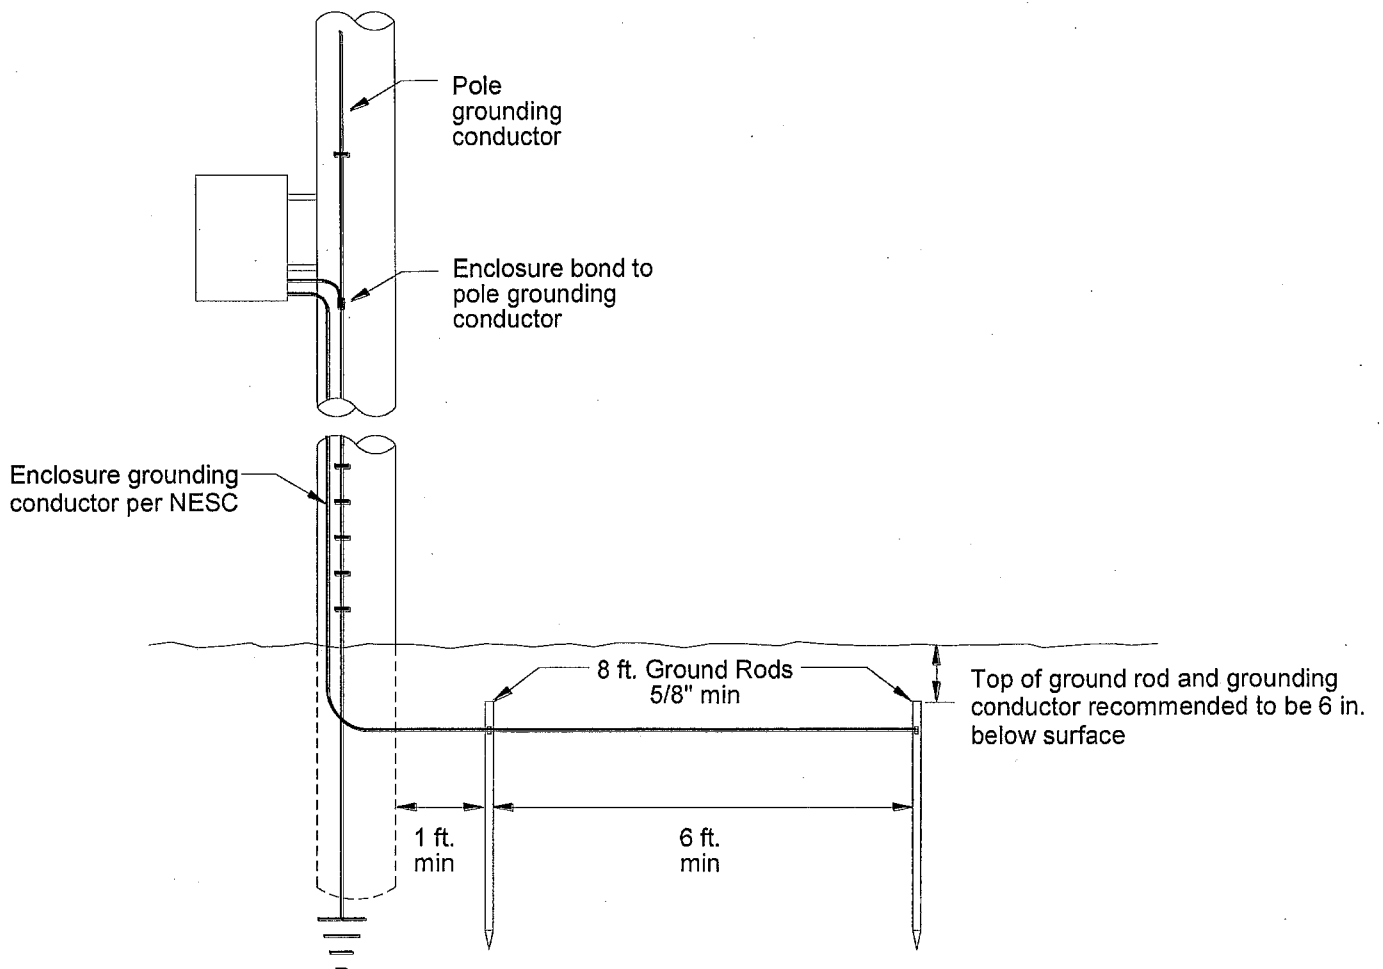 Pole
grounding
conductor
Enclosure bond to
pole grounding
conductor
Enclosure grounding
conductor per NESC
8 ft. Ground Rods
5/8" min
Top of ground rod and grounding
conductor recommended to be 6 in.
below surface
1 ft.
min
6 ft.
min